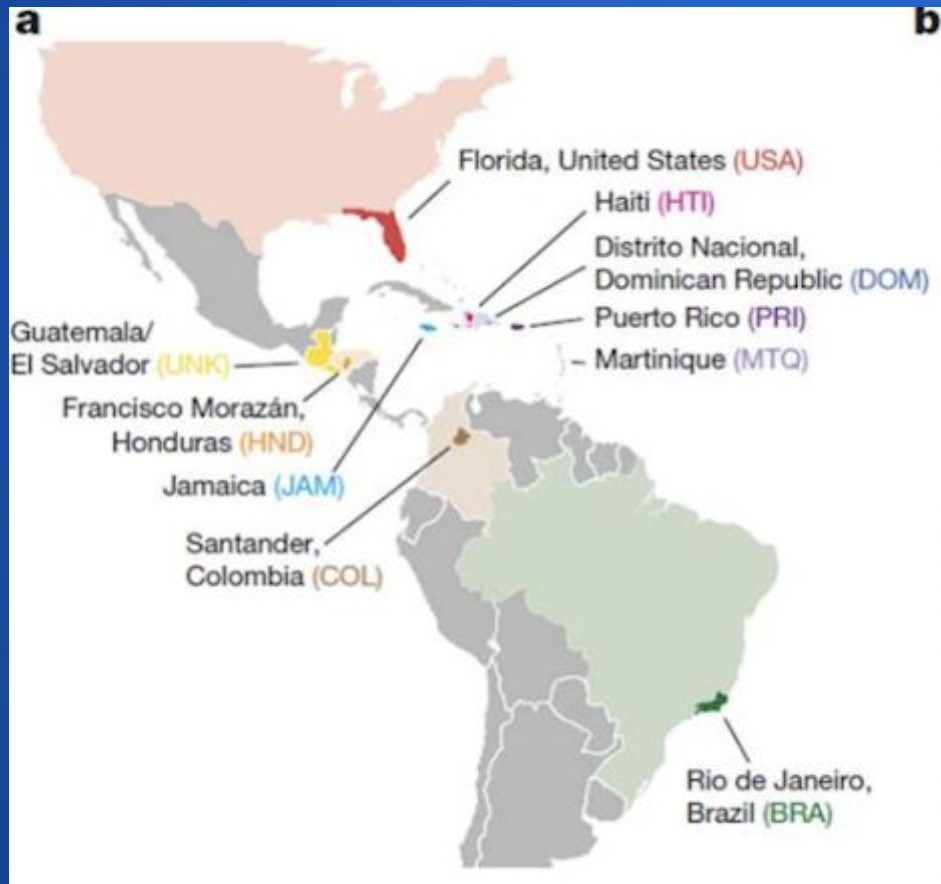 a
b
Florida, United States (USA)
Haiti (HTI)
Distrito Nacional,
Dominican Republic (DOM)
Puerto Rico (PRI)
Martinique (MTQ)
Guatemala/
El Salvador (UNK)
Francisco Morazán,
Honduras (HND)
Jamaica (JAM)
Santander,
Colombia (COL)
Rio de Janeiro,
Brazil (BRA)